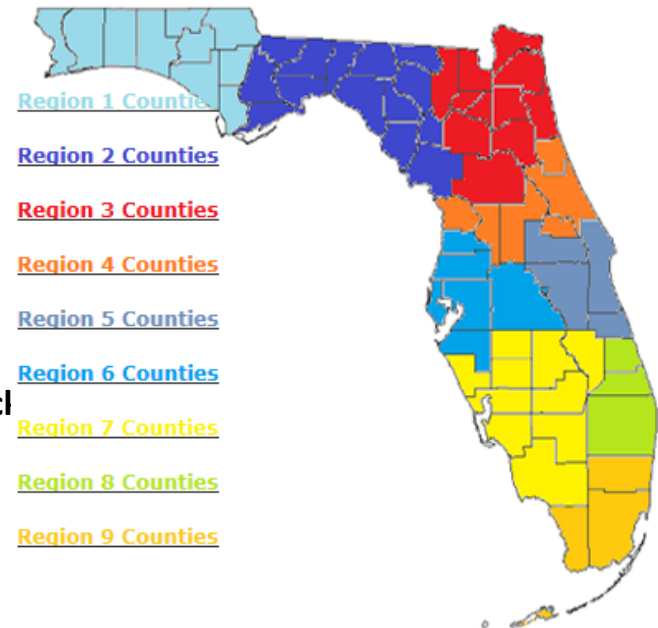 Region 1 Counties
Region 2 Counties
Region 3 Counties
Region 4 Counties
Region 5 Counties
Region 6 Counties
Region 7 Counties
Region 8 Counties
Region 9 Counties